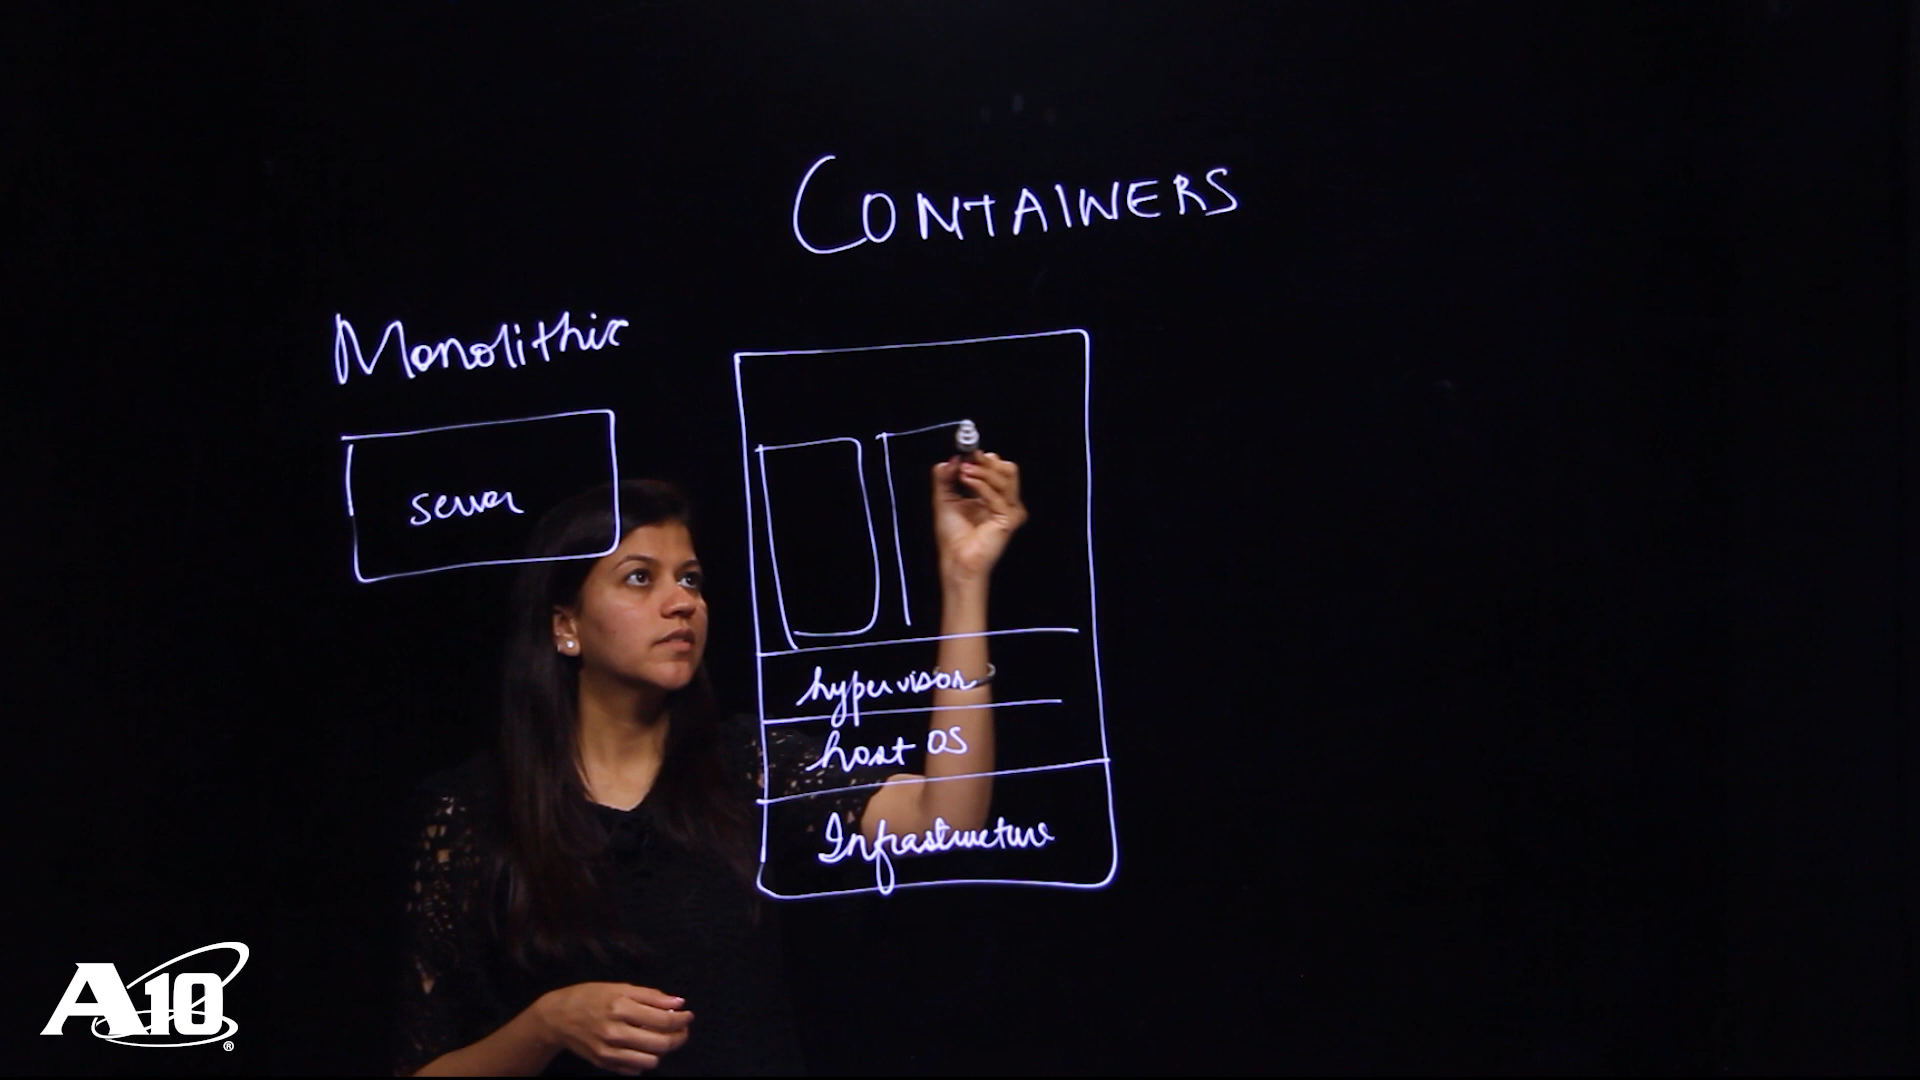 CONTAINERS
Monolithic
server
hypervisor
host OS
Infrastructure
A10
®